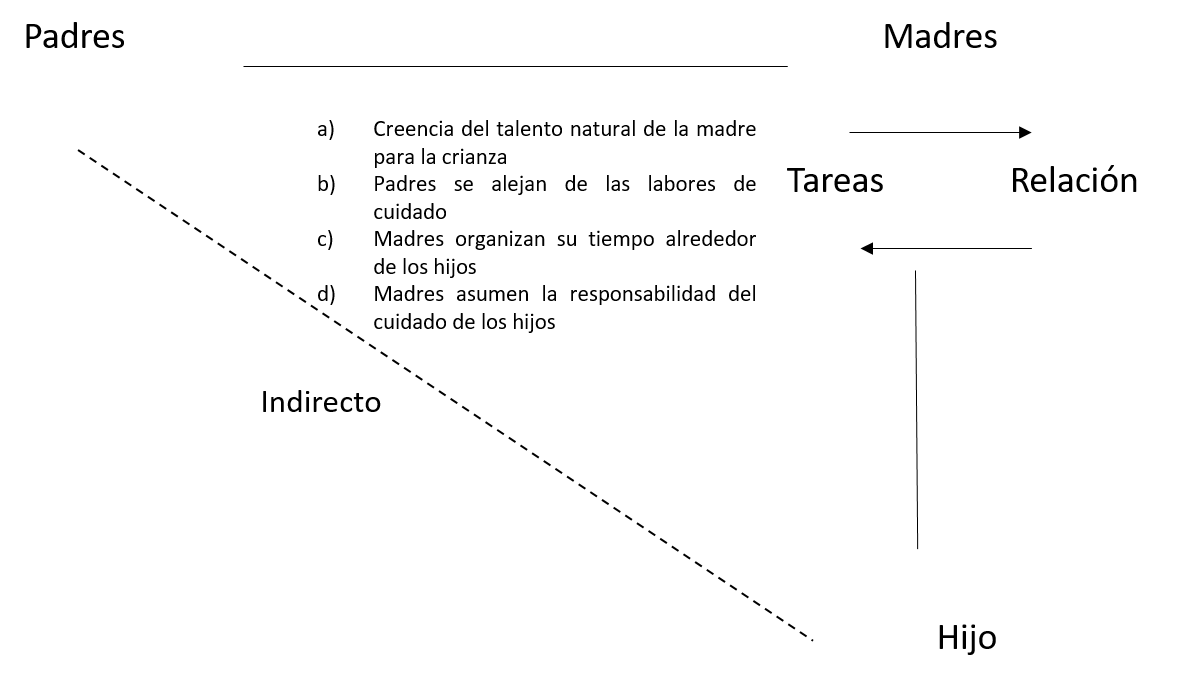 Padres
Madres
a) Creencia del talento natural de la madre
para la crianza
b) Padres se alejan de las labores de
cuidado
c) Madres organizan su tiempo alrededor
de los hijos
d) Madres asumen la responsabilidad del
cuidado de los hijos
Tareas
Relación
Indirecto
Hijo